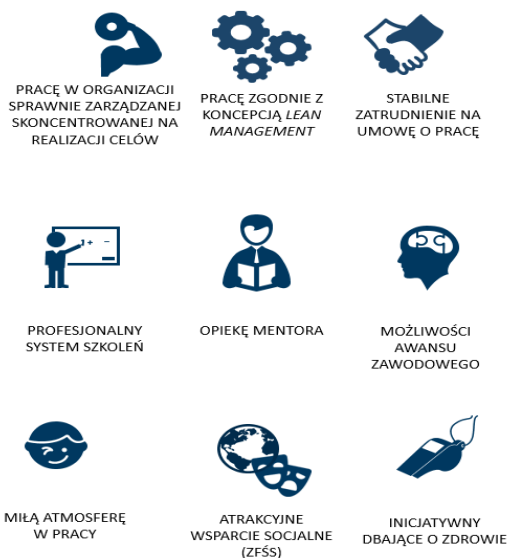 PRACĘ W ORGANIZACJI
SPRAWNIE ZARZĄDZANEJ
SKONCENTROWANEJ NA
REALIZACJI CELÓW
PRACĘ ZGODNIE Z
KONCEPCJĄ LEAN
MANAGEMENT
STABILNE
ZATRUDNIENIE NA
UMOWĘ O PRACĘ
1+ -
PROFESJONALNY
SYSTEM SZKOLEŃ
OPIEKĘ MENTORA
MOŻLIWOŚCI
AWANSU
ZAWODOWEGO
MIŁĄ ATMOSFERĘ
W PRACY
ATRAKCYJNE
WSPARCIE SOCJALNE
(ZFŚS)
INICJATYWNY
DBAJĄCE O ZDROWIE